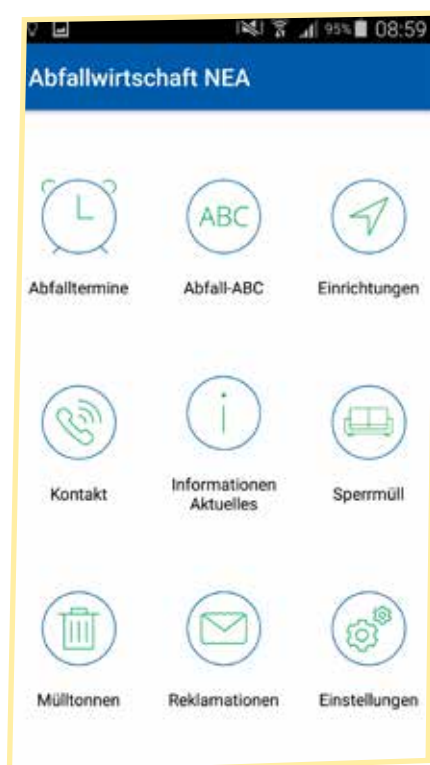 95% 08:59
Abfallwirtschaft NEA
ABC
Abfalltermine Abfall-ABC Einrichtungen
i
Kontakt Informationen Aktuelles Sperrmüll
Mülltonnen Reklamationen Einstellungen